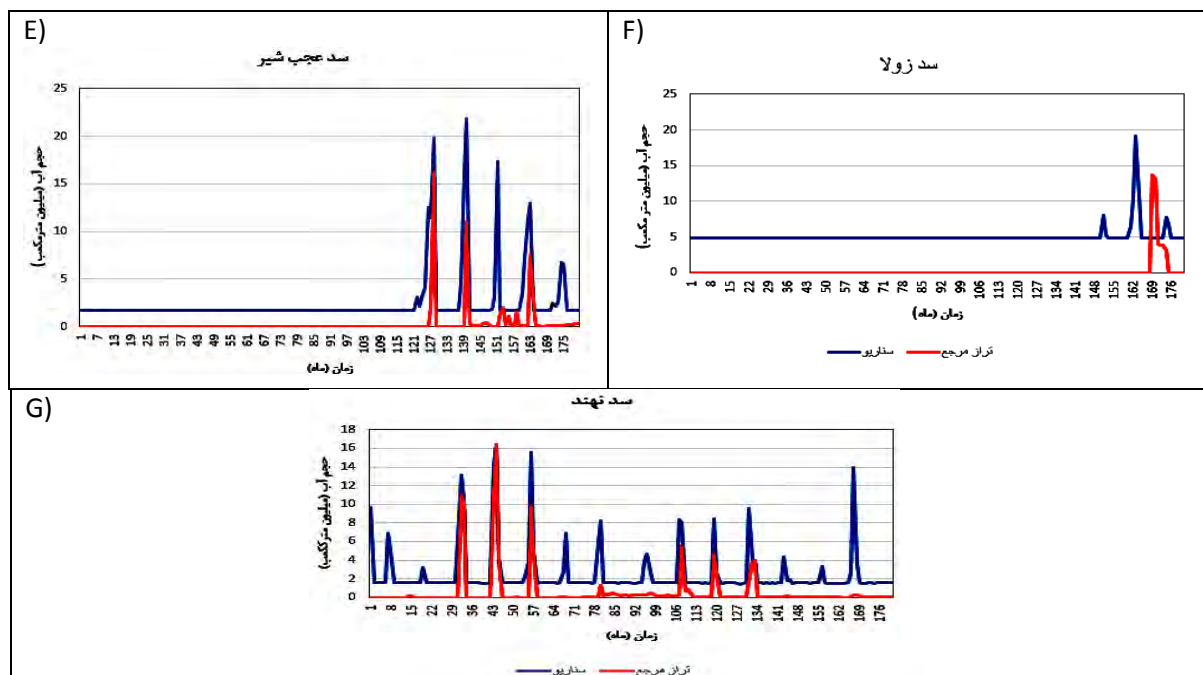 E)
سد عجب شیر
حجم آب (میلیون مترمکعب)
25
20
15
10
5
0
1 7 13 19 25 31 37 43 49 55 61 67 73 79 85 91 97 103 109 115 121 127 133 139 145 151 157 163 169 175
زمان (ماه)
F)
سد زولا
حجم آب (میلیون مترمکعب)
25
20
15
10
5
0
1 8 15 22 29 36 43 50 57 64 71 78 85 92 99 106 113 120 127 134 141 148 155 162 169 176
زمان (ماه)
سناریو تراز مرجع
G)
سد نهند
حجم آب (میلیون مترمکعب)
18
16
14
12
10
8
6
4
2
0
1 8 15 22 29 36 43 50 57 64 71 78 85 92 99 106 113 120 127 134 141 148 155 162 169 176
زمان (ماه)
سناریو تراز مرجع